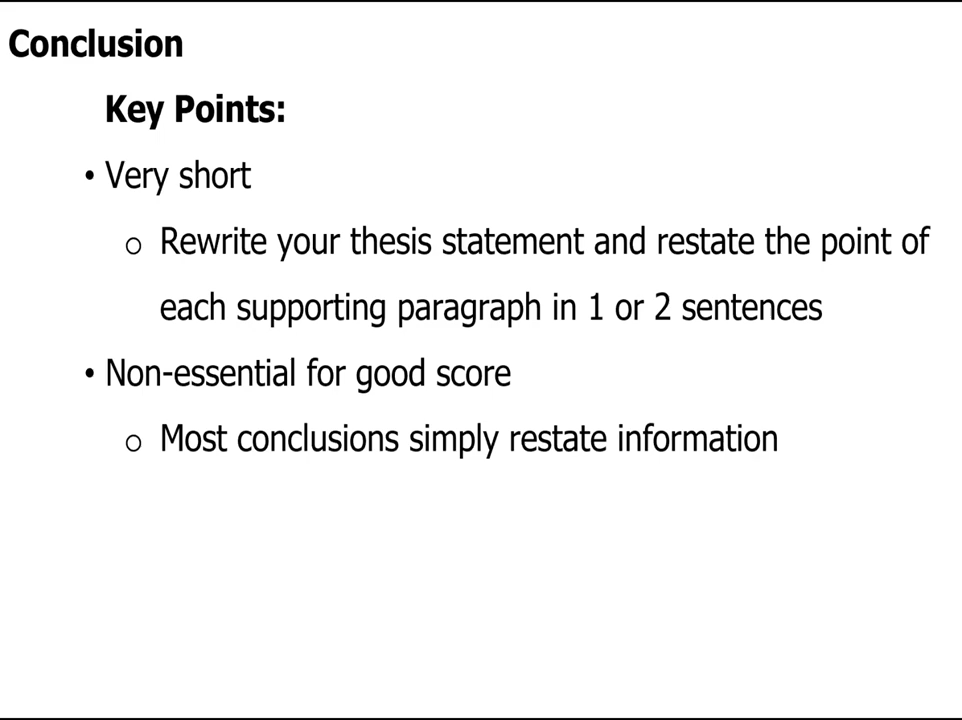 Conclusion
Key Points:
• Very short
o Rewrite your thesis statement and restate the point of
each supporting paragraph in 1 or 2 sentences
• Non-essential for good score
o Most conclusions simply restate information